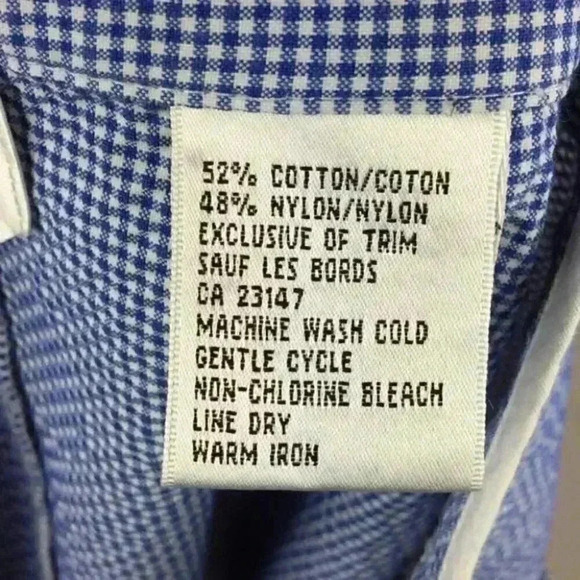 52% COTTON/COTON
48% NYLON/NYLON
EXCLUSIVE OF TRIM
SAUF LES BORDS
CA 23147
MACHINE WASH COLD
GENTLE CYCLE
NON-CHLORINE BLEACH
LINE DRY
WARM IRON